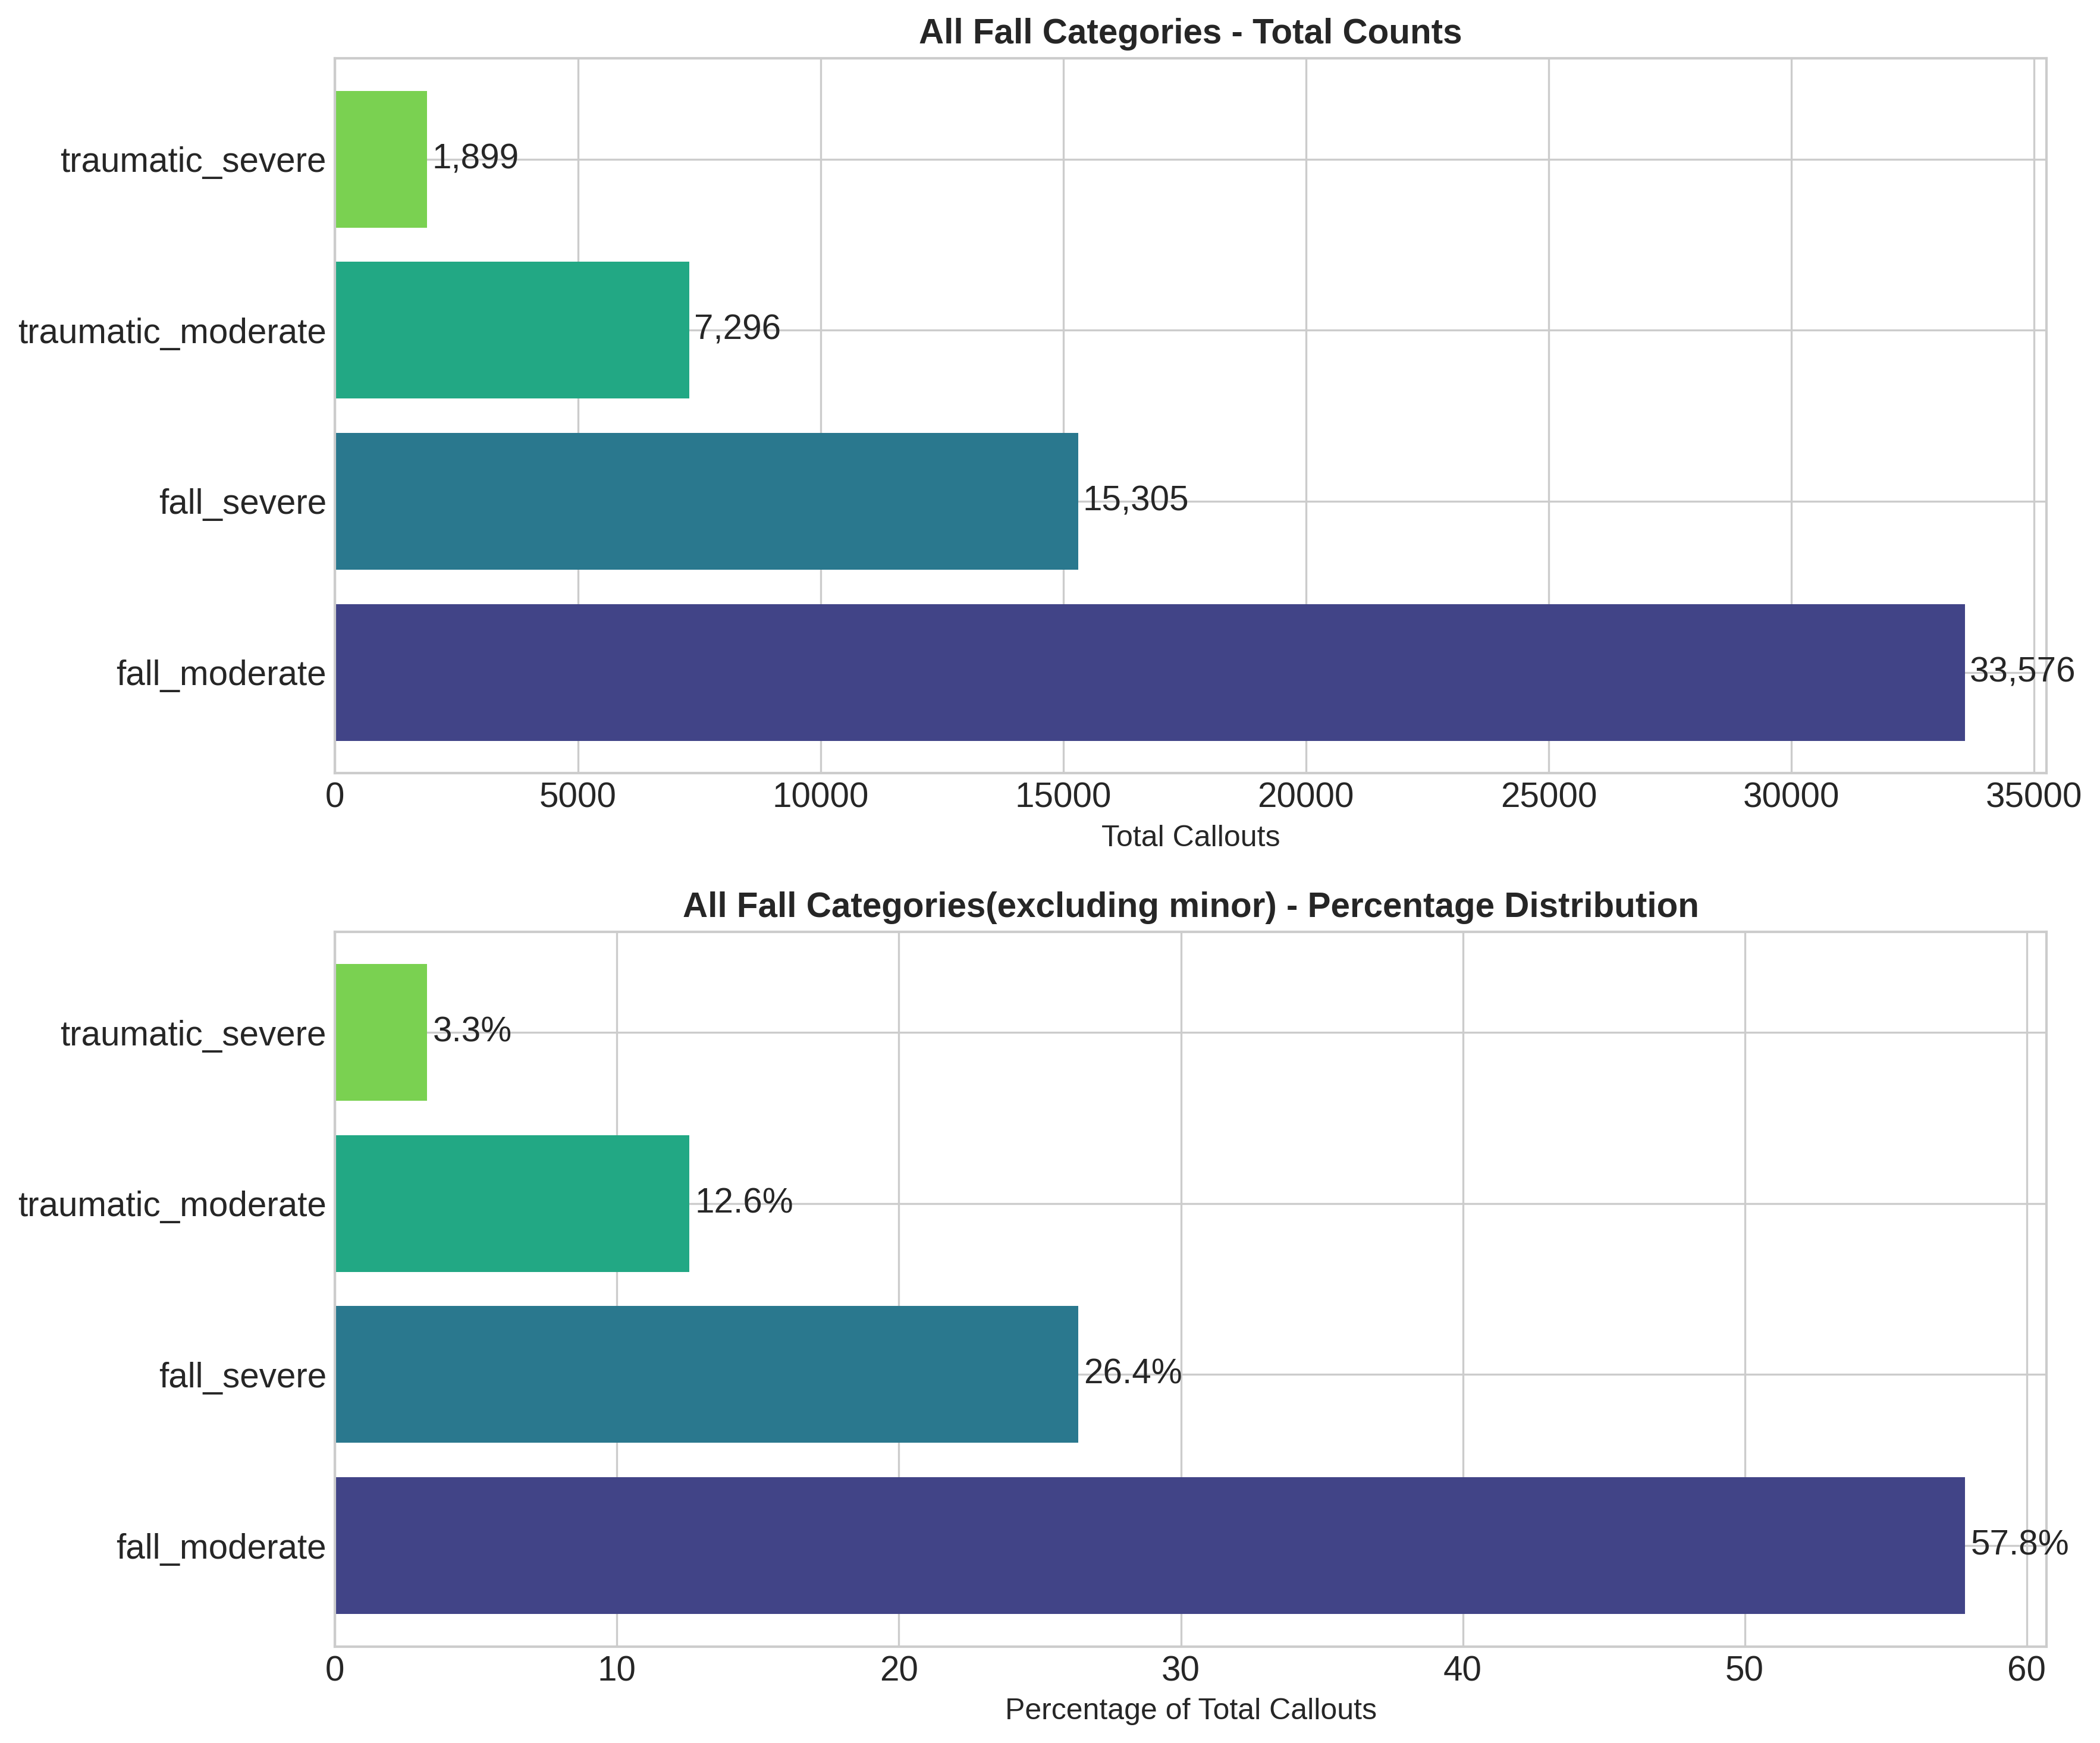 All Fall Categories - Total Counts
traumatic_severe
1,899
traumatic_moderate
7,296
fall_severe
15,305
fall_moderate
33,576
0 5000 10000 15000 20000 25000 30000 35000
Total Callouts
All Fall Categories(excluding minor) - Percentage Distribution
traumatic_severe
3.3%
traumatic_moderate
12.6%
fall_severe
26.4%
fall_moderate
57.8%
0 10 20 30 40 50 60
Percentage of Total Callouts